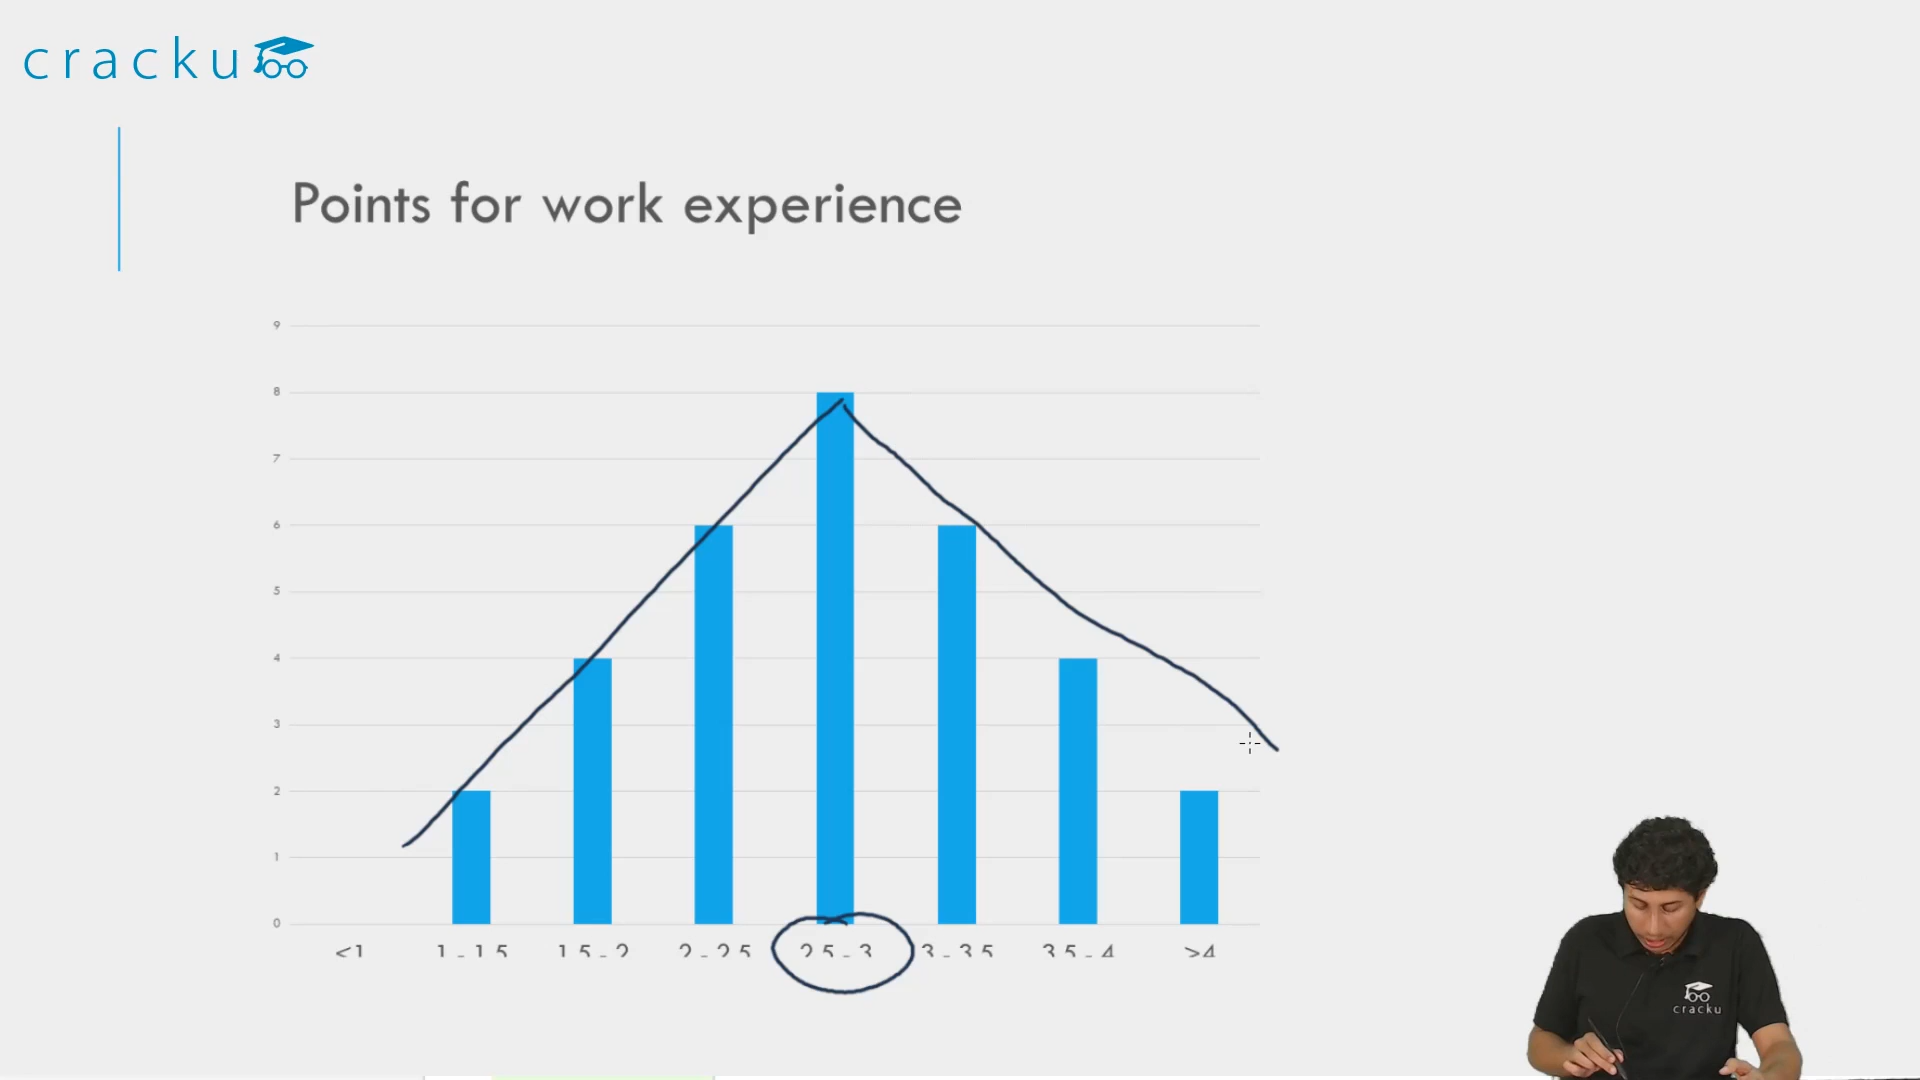 cracku
Points for work experience
9
8
7
6
5
4
3
2
1
0
<1 1 - 1.5 1.5 - 2 2 - 2.5 2.5 - 3 3 - 3.5 3.5 - 4 >4
cracku